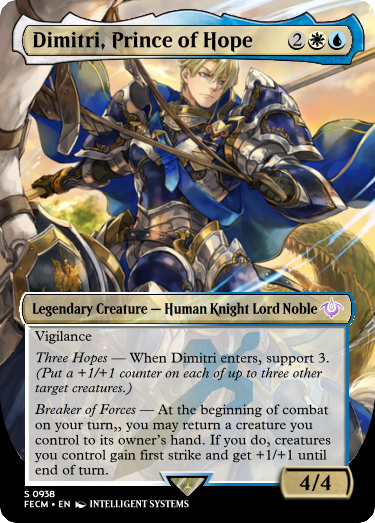 Dimitri, Prince of Hope 2
Legendary Creature — Human Knight Lord Noble
Vigilance
Three Hopes — When Dimitri enters, support 3.
(Put a +1/+1 counter on each of up to three other
target creatures.)
Breaker of Forces — At the beginning of combat
on your turn,, you may return a creature you
control to its owner's hand. If you do, creatures
you control gain first strike and get +1/+1 until
end of turn.
4/4
S 0938
FECM • EN INTELLIGENT SYSTEMS